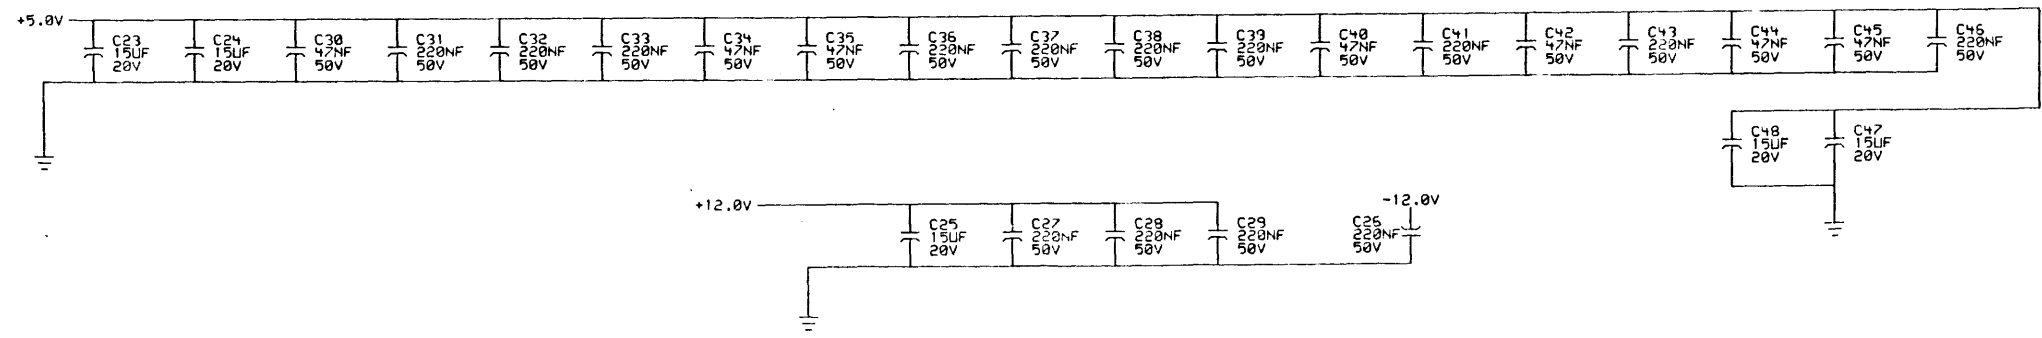 +5.0V
C23
15UF
20V
C24
15UF
20V
C30
47NF
50V
C31
220NF
50V
C32
220NF
50V
C33
220NF
50V
C34
47NF
50V
C35
47NF
50V
C36
220NF
50V
C37
220NF
50V
C38
220NF
50V
C39
220NF
50V
C40
47NF
50V
C41
220NF
50V
C42
47NF
50V
C43
220NF
50V
C44
47NF
50V
C45
47NF
50V
C46
220NF
50V
C48
15UF
20V
C47
15UF
20V
+12.0V
C25
15UF
20V
C27
220NF
50V
C28
220NF
50V
C29
220NF
50V
-12.0V
C26
220NF
50V